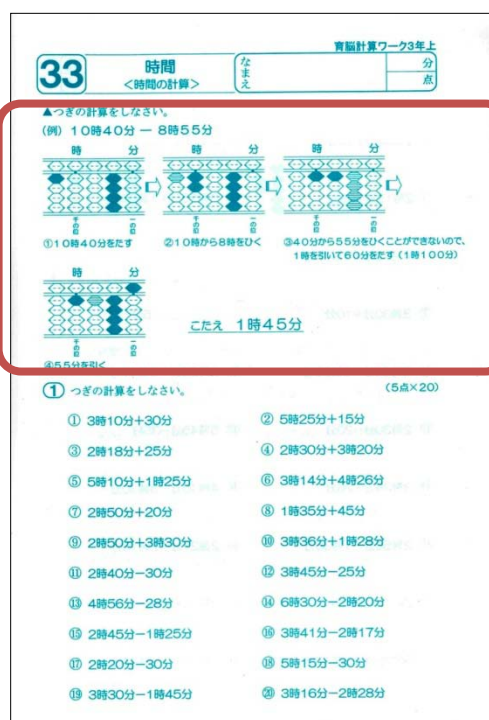 育脳計算ワーク3年上
33
時間
<時間の計算>
なまえ
分
点
▲つぎの計算をしなさい。
(例) 10時40分 － 8時55分
時 分 時 分 時 分
千の位 一の位 千の位 一の位 千の位 一の位
①10時40分をたす ②10時から8時をひく ③40分から55分をひくことができないので、
1時を引いて60分をたす(1時100分)
時 分
千の位 一の位
こたえ 1時45分
④55分を引く
① つぎの計算をしなさい。 (5点×20)
① 3時10分+30分 ② 5時25分+15分
③ 2時18分+25分 ④ 2時30分+3時20分
⑤ 5時10分+1時25分 ⑥ 3時14分+4時26分
⑦ 2時50分+20分 ⑧ 1時35分+45分
⑨ 2時50分+3時30分 ⑩ 3時36分+1時28分
⑪ 2時40分−30分 ⑫ 3時45分−25分
⑬ 4時56分−28分 ⑭ 6時30分−2時20分
⑮ 2時45分−1時25分 ⑯ 3時41分−2時17分
⑰ 2時20分−30分 ⑱ 5時15分−30分
⑲ 3時30分−1時45分 ⑳ 3時16分−2時28分